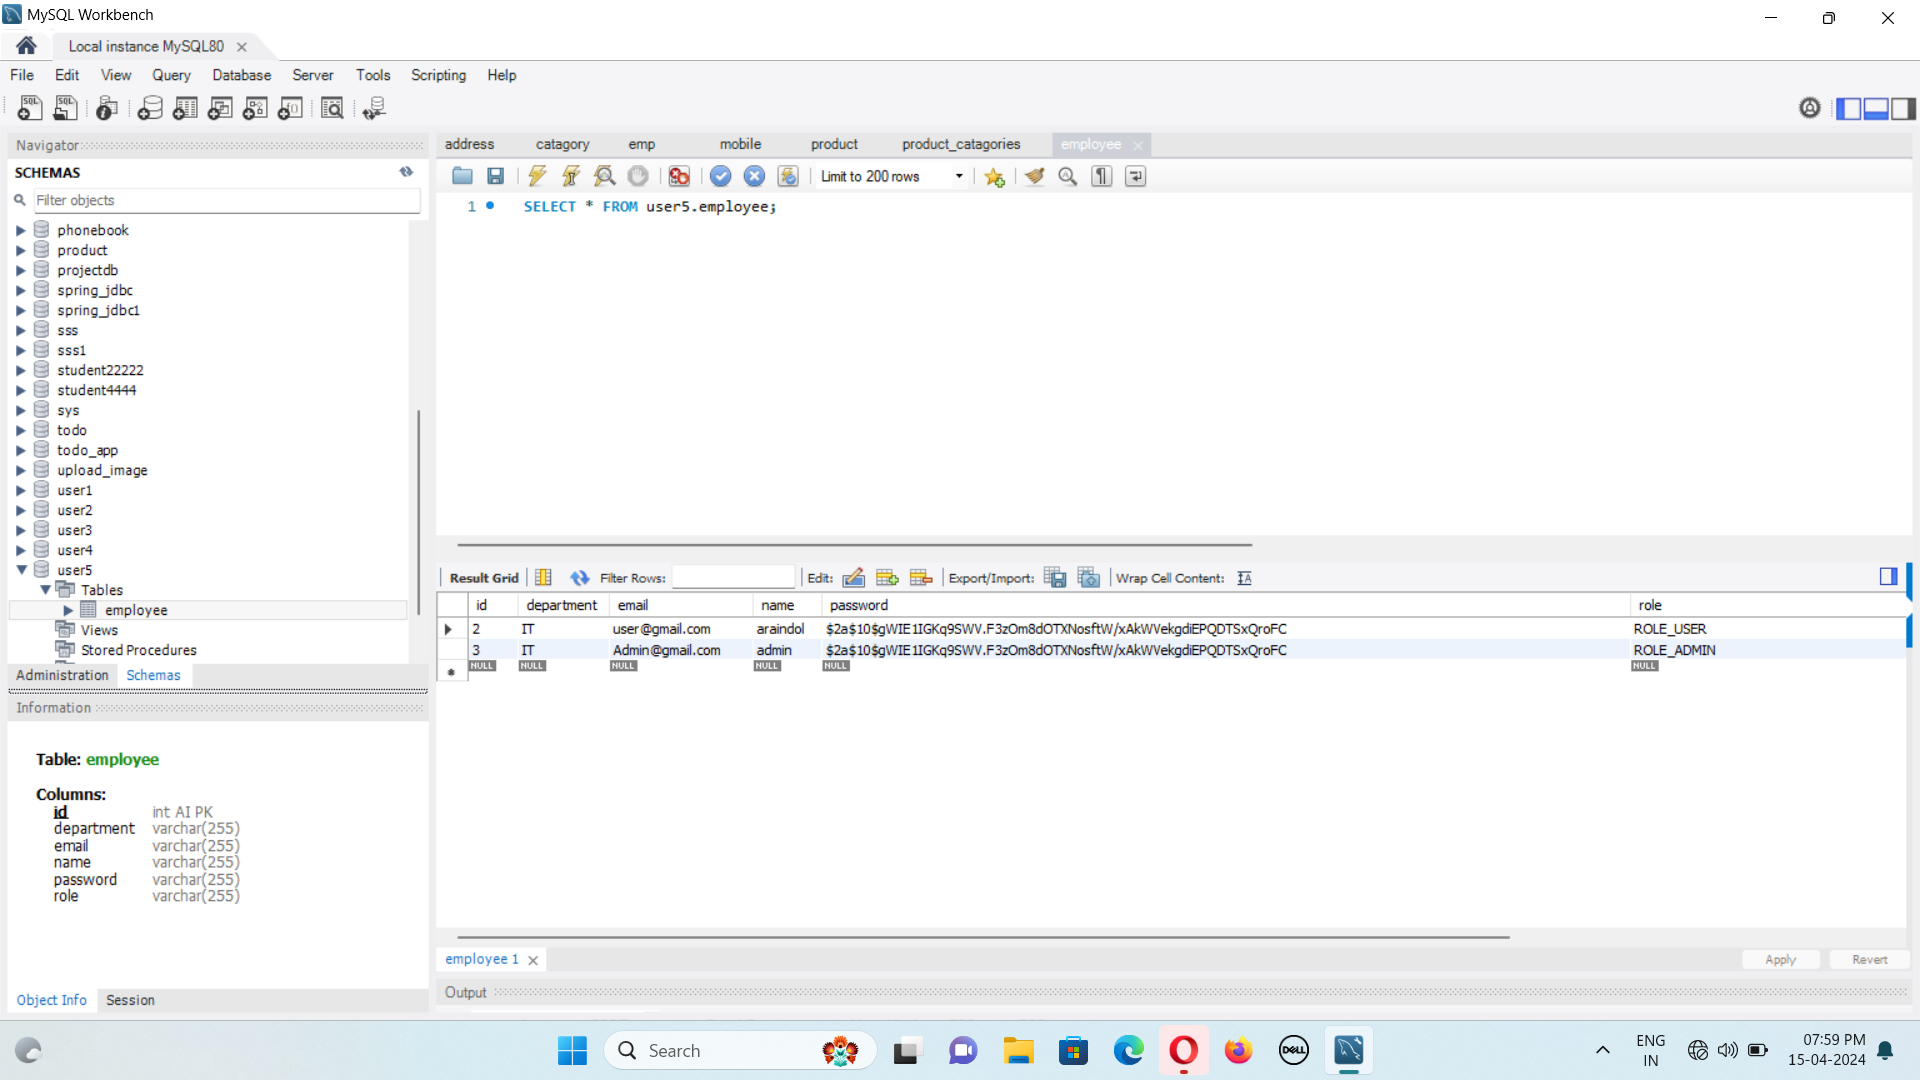 MySQL Workbench
Local instance MySQL80
File Edit View Query Database Server Tools Scripting Help
Navigator
SCHEMAS
Filter objects
phonebook
product
projectdb
spring_jdbc
spring_jdbc1
sss
sss1
student22222
student4444
sys
todo
todo_app
upload_image
user1
user2
user3
user4
user5
Tables
employee
Views
Stored Procedures
Administration Schemas
Information
Table: employee
Columns:
id int AI PK
department varchar(255)
email varchar(255)
name varchar(255)
password varchar(255)
role varchar(255)
Object Info Session
address catagory emp mobile product product_catagories employee
Limit to 200 rows
1 SELECT * FROM user5.employee;
Result Grid Filter Rows: Edit: Export/Import: Wrap Cell Content:
id department email name password role
2 IT user@gmail.com araindol $2a$10$gWIE1IGKq9SWV.F3zOm8dOTXNosftW/xAkWVekgdiEPQDTSxQroFC ROLE_USER
3 IT Admin@gmail.com admin $2a$10$gWIE1IGKq9SWV.F3zOm8dOTXNosftW/xAkWVekgdiEPQDTSxQroFC ROLE_ADMIN
NULL NULL NULL NULL NULL NULL
employee 1
Apply Revert
Output
Search
DELL
ENG
IN
07:59 PM
15-04-2024